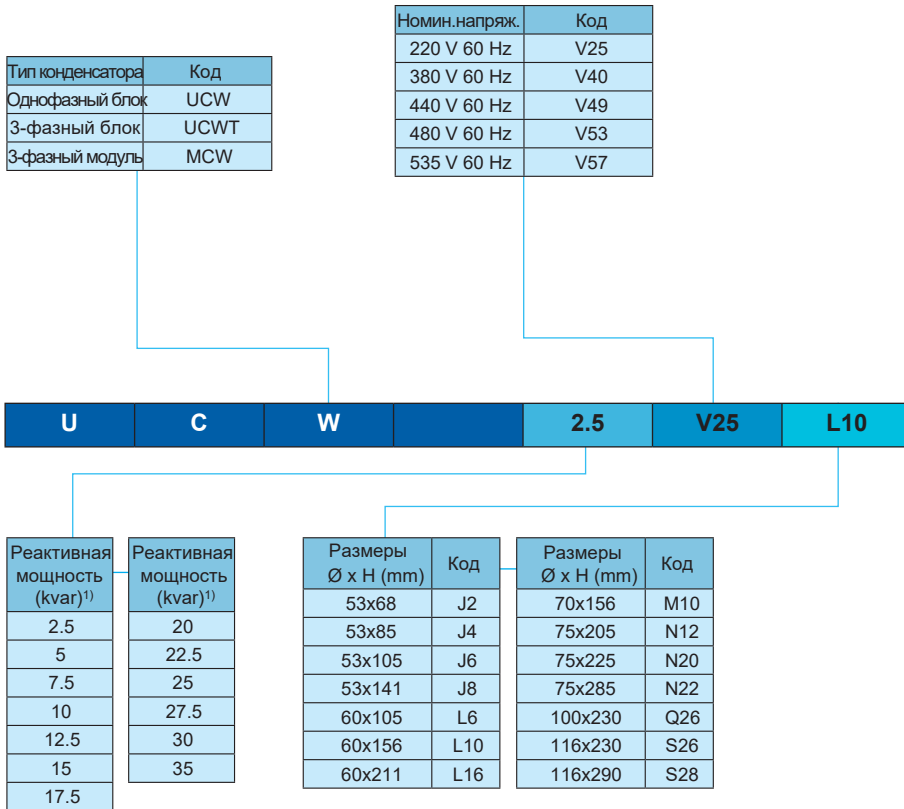 Тип конденсатора Код
Однофазный блок UCW
3-фазный блок UCWT
3-фазный модуль MCW
Номин.напряж. Код
220 V 60 Hz V25
380 V 60 Hz V40
440 V 60 Hz V49
480 V 60 Hz V53
535 V 60 Hz V57
U C W 2.5 V25 L10
Реактивная
мощность
(kvar)1)
2.5
5
7.5
10
12.5
15
17.5
Реактивная
мощность
(kvar)1)
20
22.5
25
27.5
30
35
Размеры
Ø x H (mm) Код
53x68 J2
53x85 J4
53x105 J6
53x141 J8
60x105 L6
60x156 L10
60x211 L16
Размеры
Ø x H (mm) Код
70x156 M10
75x205 N12
75x225 N20
75x285 N22
100x230 Q26
116x230 S26
116x290 S28